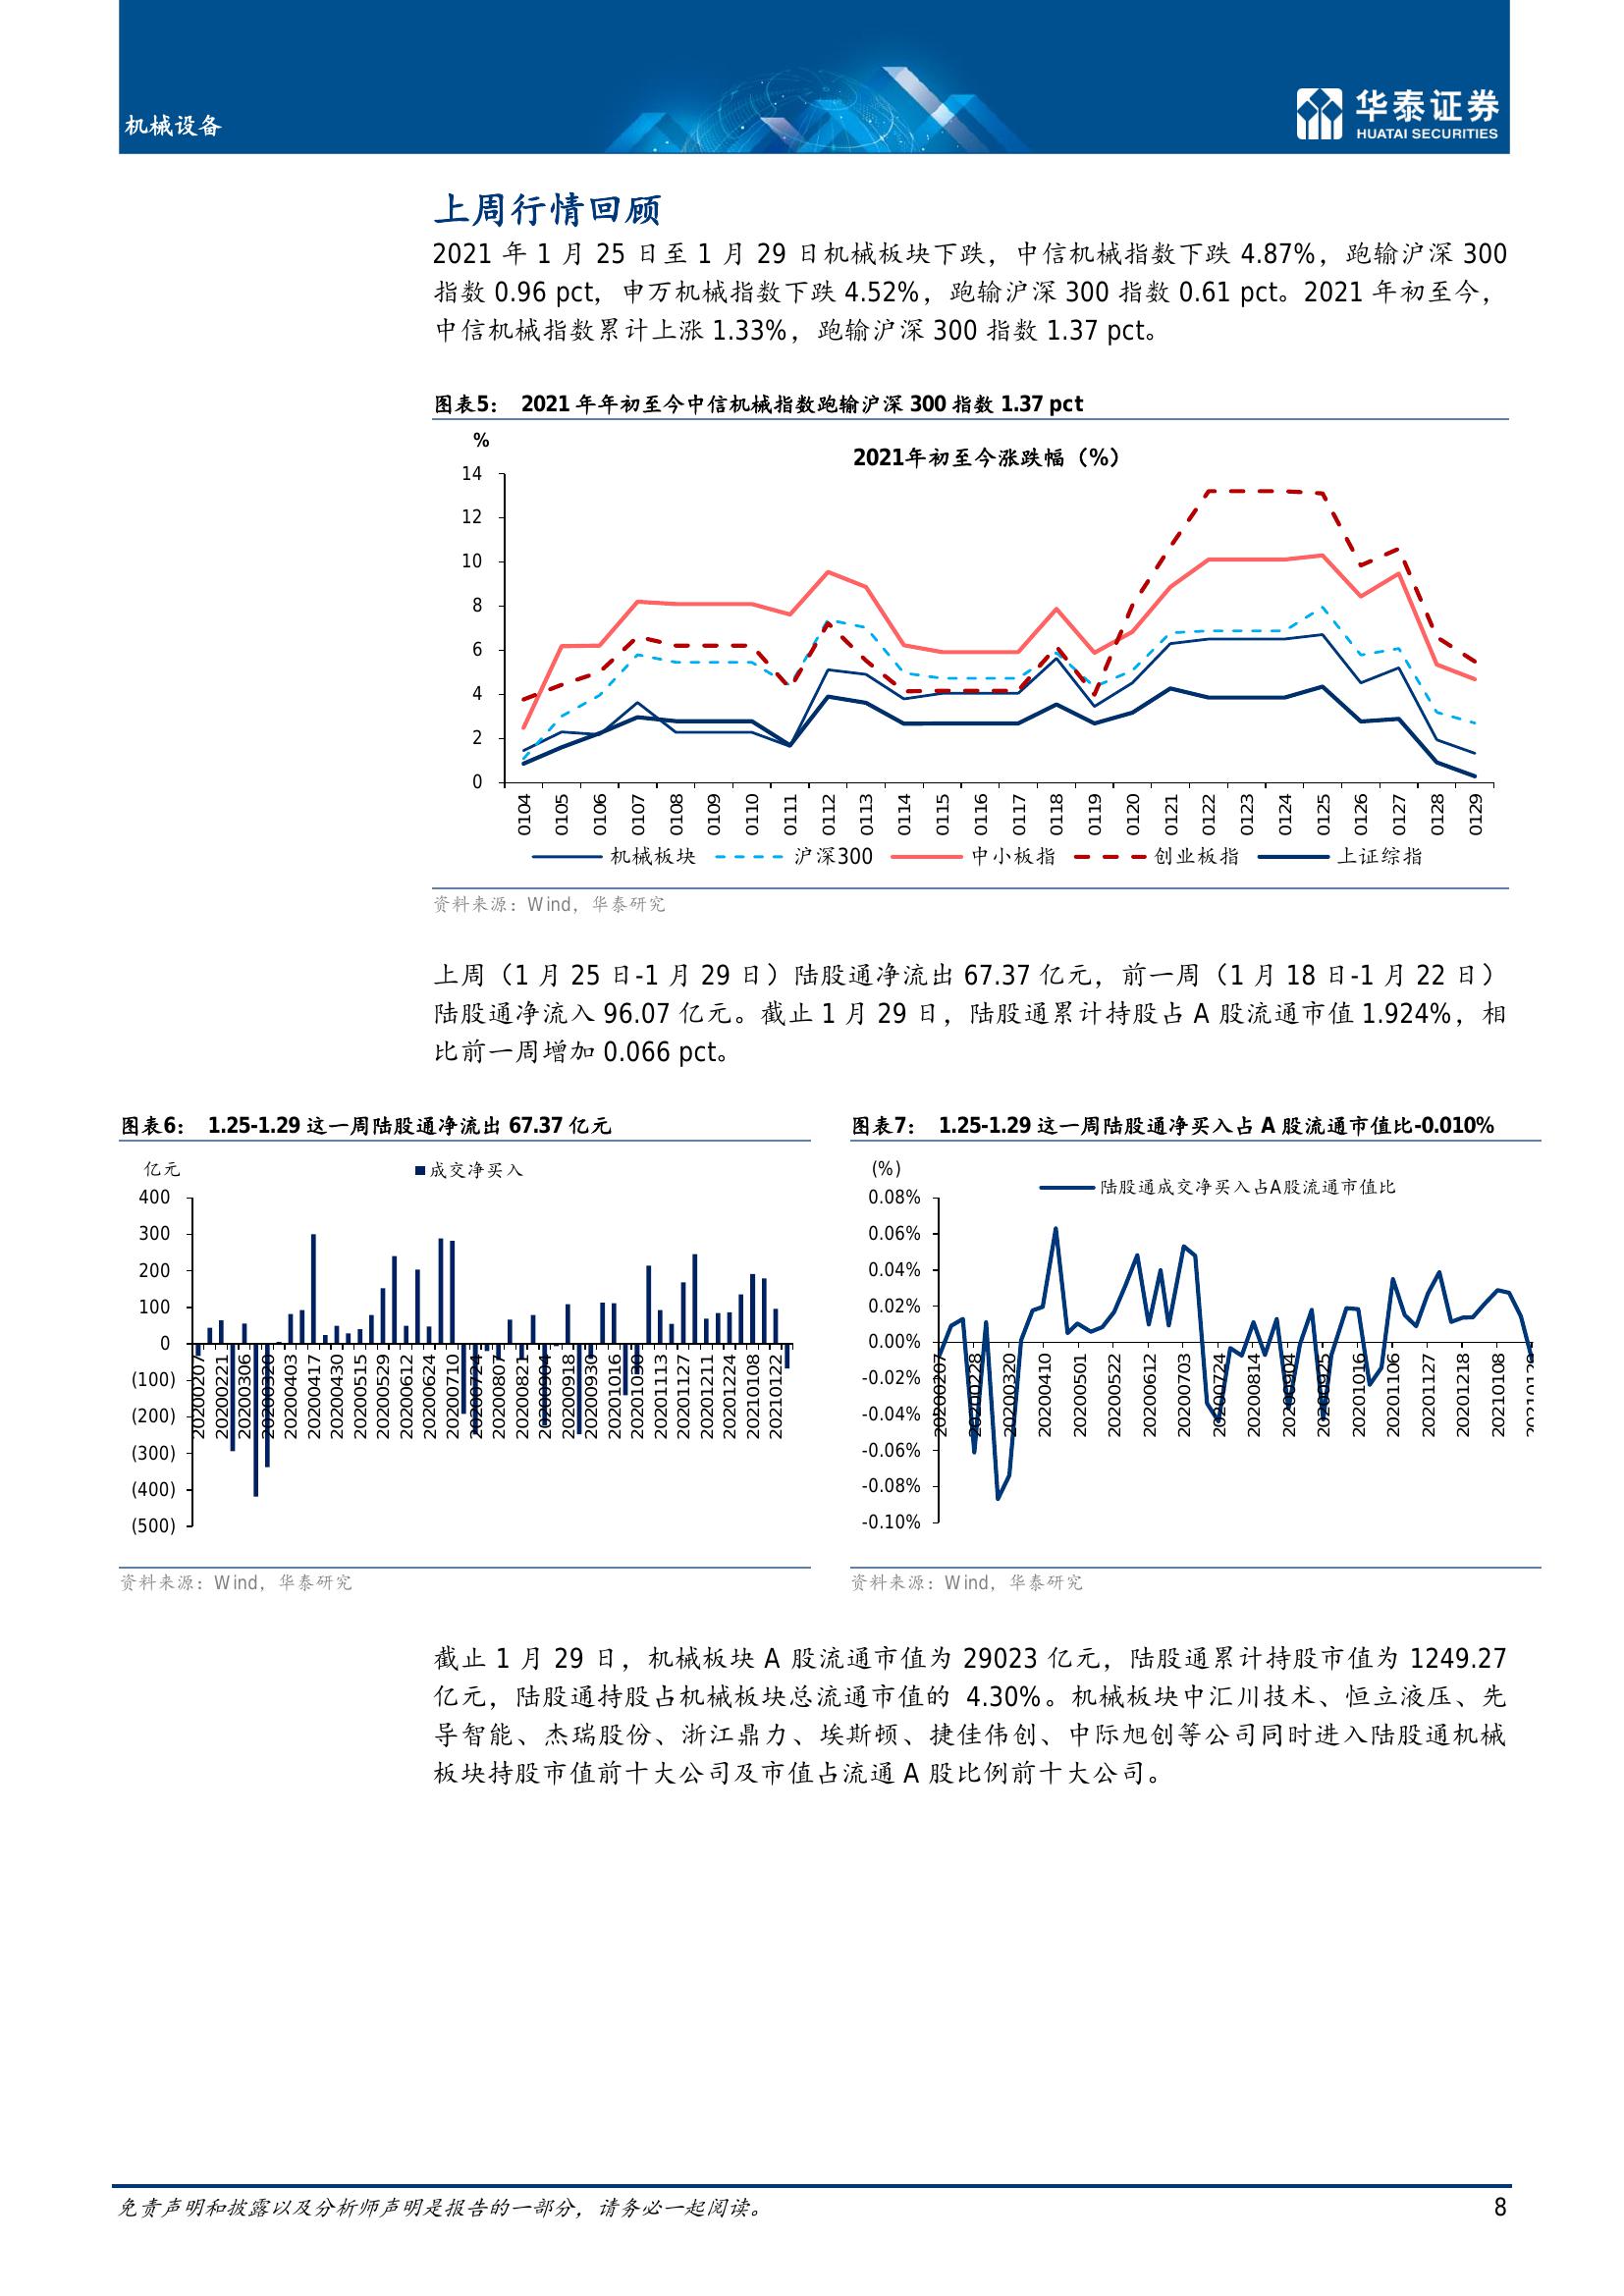 机械设备
华泰证券
HUATAI SECURITIES
上周行情回顾
2021 年 1 月 25 日至 1 月 29 日机械板块下跌，中信机械指数下跌 4.87%，跑输沪深 300
指数 0.96 pct，申万机械指数下跌 4.52%，跑输沪深 300 指数 0.61 pct。2021 年初至今，
中信机械指数累计上涨 1.33%，跑输沪深 300 指数 1.37 pct。
图表5： 2021 年年初至今中信机械指数跑输沪深 300 指数 1.37 pct
%
2021年初至今涨跌幅（%）
14
12
10
8
6
4
2
0
0104 0105 0106 0107 0108 0109 0110 0111 0112 0113 0114 0115 0116 0117 0118 0119 0120 0121 0122 0123 0124 0125 0126 0127 0128 0129
机械板块 沪深300 中小板指 创业板指 上证综指
资料来源：Wind，华泰研究
上周（1 月 25 日-1 月 29 日）陆股通净流出 67.37 亿元，前一周（1 月 18 日-1 月 22 日）
陆股通净流入 96.07 亿元。截止 1 月 29 日，陆股通累计持股占 A 股流通市值 1.924%，相
比前一周增加 0.066 pct。
图表6： 1.25-1.29 这一周陆股通净流出 67.37 亿元
亿元
成交净买入
400
300
200
100
0
(100)
(200)
(300)
(400)
(500)
20200207 20200221 20200306 20200320 20200403 20200417 20200430 20200515 20200529 20200612 20200624 20200710 20200724 20200807 20200821 20200904 20200918 20200930 20201016 20201030 20201113 20201127 20201211 20201224 20210108 20210122
资料来源：Wind，华泰研究
图表7： 1.25-1.29 这一周陆股通净买入占 A 股流通市值比-0.010%
(%)
陆股通成交净买入占A股流通市值比
0.08%
0.06%
0.04%
0.02%
0.00%
-0.02%
-0.04%
-0.06%
-0.08%
-0.10%
20200207 20200228 20200320 20200410 20200501 20200522 20200612 20200703 20200724 20200814 20200904 20200925 20201016 20201106 20201127 20201218 20210108
资料来源：Wind，华泰研究
截止 1 月 29 日，机械板块 A 股流通市值为 29023 亿元，陆股通累计持股市值为 1249.27
亿元，陆股通持股占机械板块总流通市值的 4.30%。机械板块中汇川技术、恒立液压、先
导智能、杰瑞股份、浙江鼎力、埃斯顿、捷佳伟创、中际旭创等公司同时进入陆股通机械
板块持股市值前十大公司及市值占流通 A 股比例前十大公司。
免责声明和披露以及分析师声明是报告的一部分，请务必一起阅读。
8